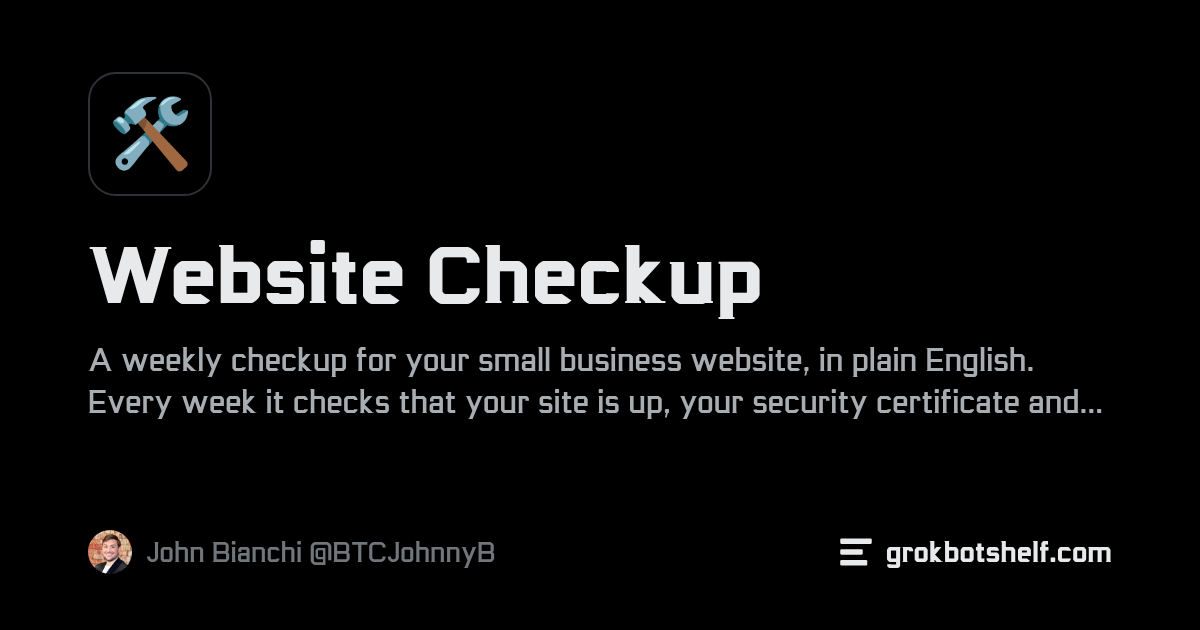 Website Checkup
A weekly checkup for your small business website, in plain English.
Every week it checks that your site is up, your security certificate and...
John Bianchi @BTCJohnnyB
grokbotshelf.com